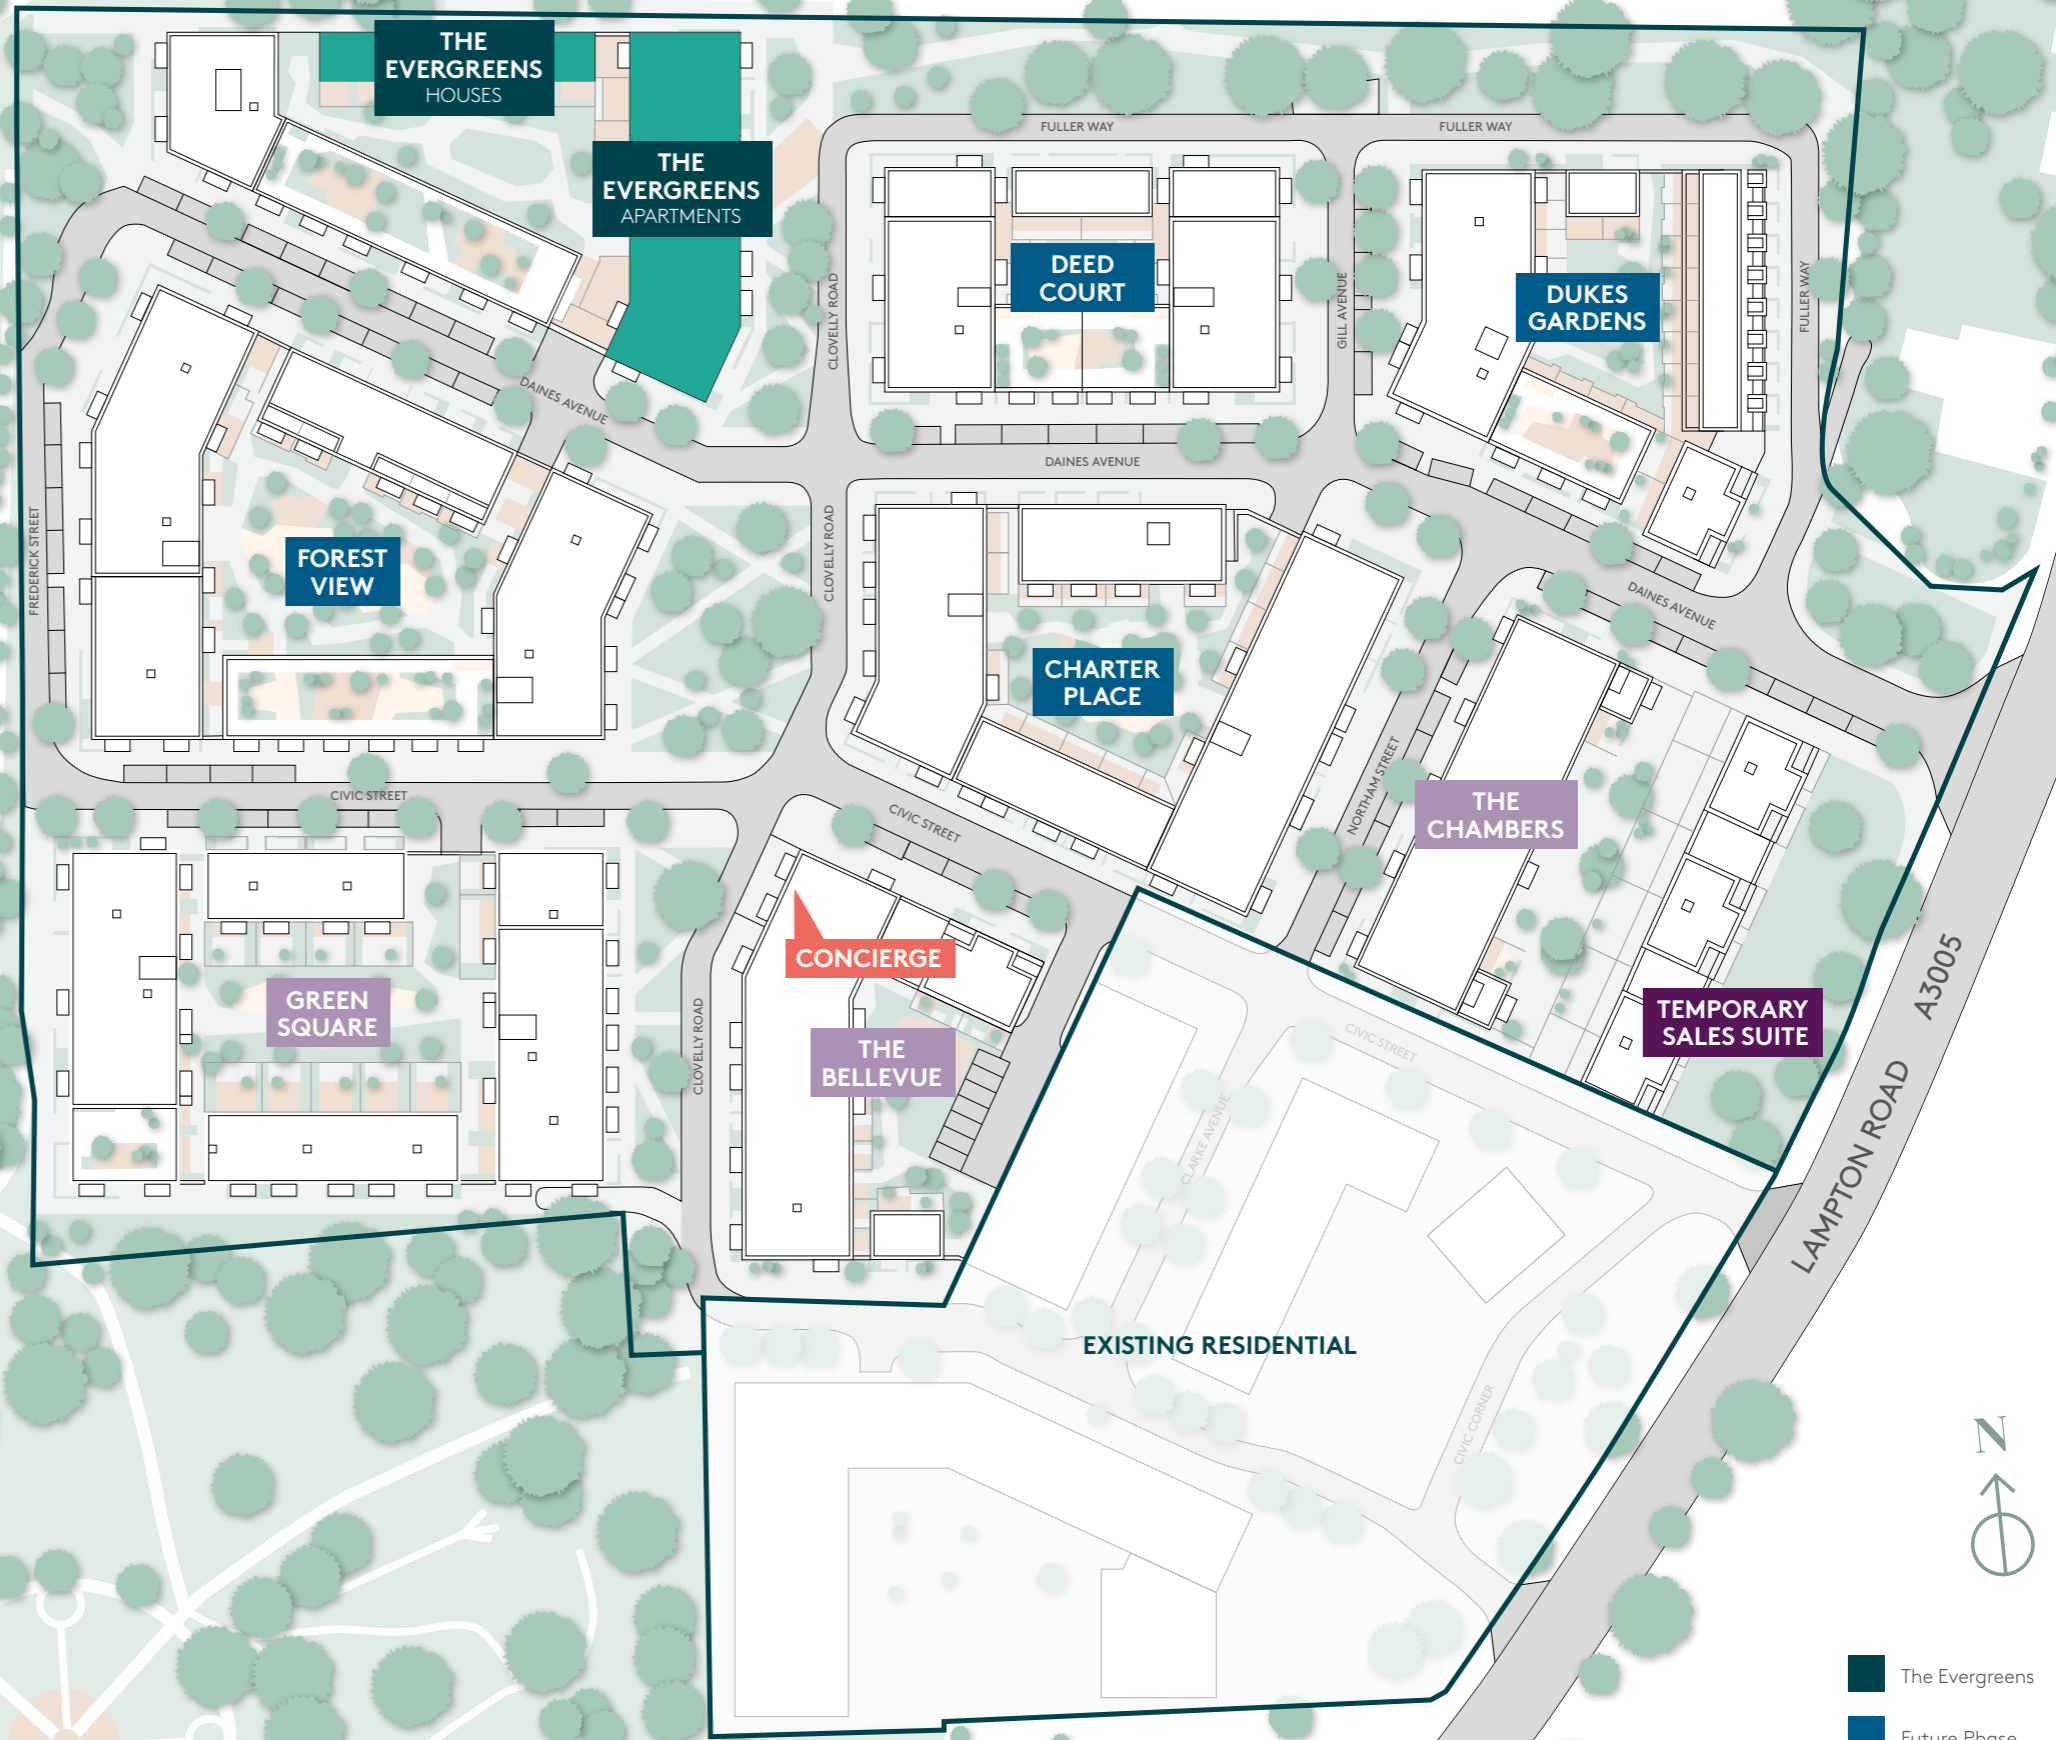 THE
EVERGREENS
HOUSES
THE
EVERGREENS
APARTMENTS
FULLER WAY
FULLER WAY
DEED
COURT
DUKES
GARDENS
CLOVELLY ROAD
GILL AVENUE
FULLER WAY
DAINES AVENUE
DAINES AVENUE
FREDERICK STREET
FOREST
VIEW
CLOVELLY ROAD
DAINES AVENUE
CHARTER
PLACE
NORTHAM STREET
CIVIC STREET
CIVIC STREET
THE
CHAMBERS
CONCIERGE
GREEN
SQUARE
CLOVELLY ROAD
THE
BELLEVUE
TEMPORARY
SALES SUITE
A3005
LAMPTON ROAD
CIVIC STREET
CLARKE AVENUE
EXISTING RESIDENTIAL
CIVIC CORNER
N
The Evergreens
Future Phase